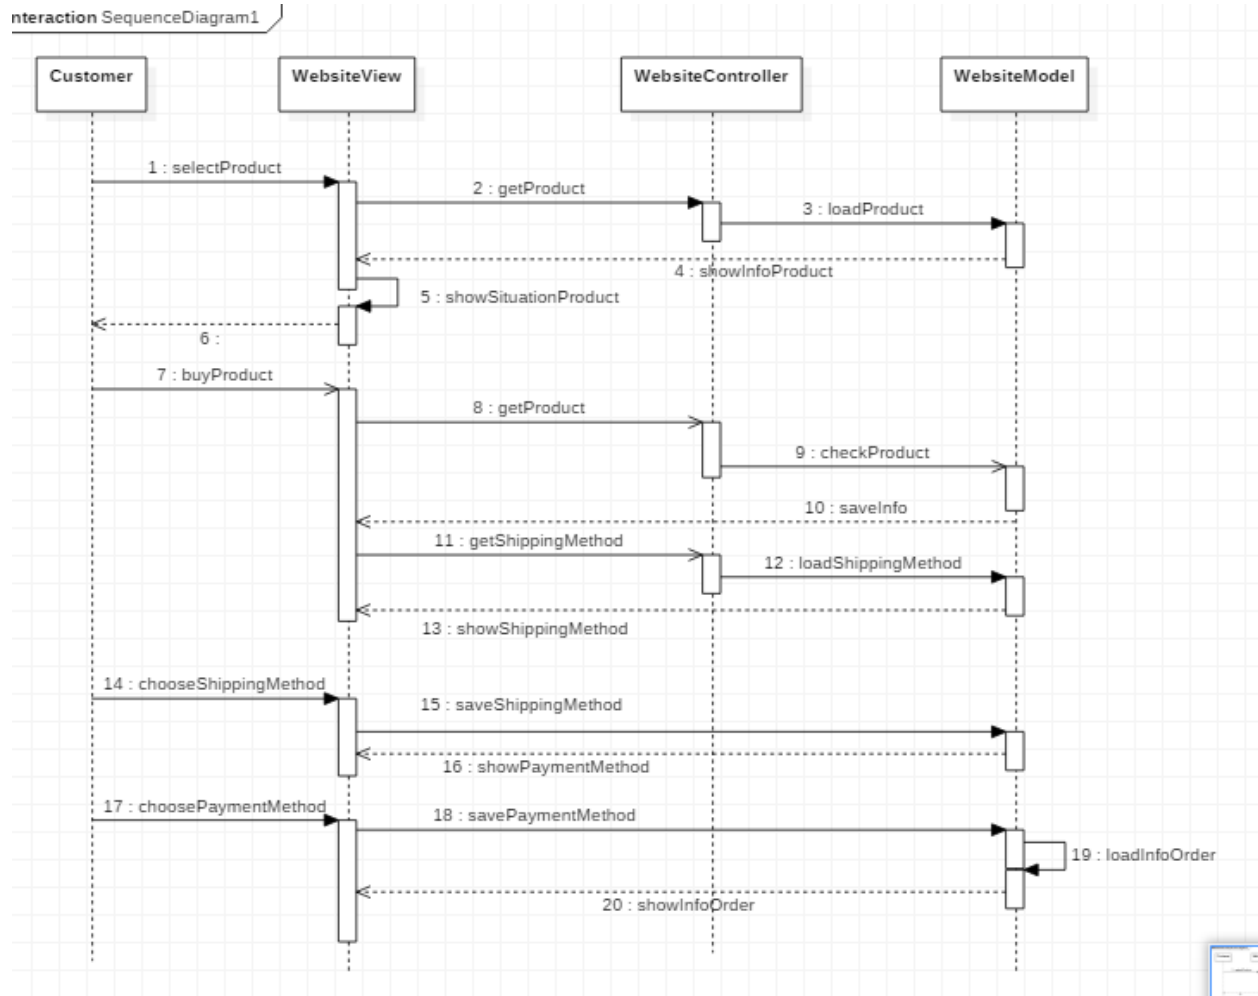 nteraction SequenceDiagram1
Customer
WebsiteView
WebsiteController
WebsiteModel
1 : selectProduct
2 : getProduct
3 : loadProduct
4 : showInfoProduct
5 : showSituationProduct
6 :
7 : buyProduct
8 : getProduct
9 : checkProduct
10 : saveInfo
11 : getShippingMethod
12 : loadShippingMethod
13 : showShippingMethod
14 : chooseShippingMethod
15 : saveShippingMethod
16 : showPaymentMethod
17 : choosePaymentMethod
18 : savePaymentMethod
19 : loadInfoOrder
20 : showInfoOrder